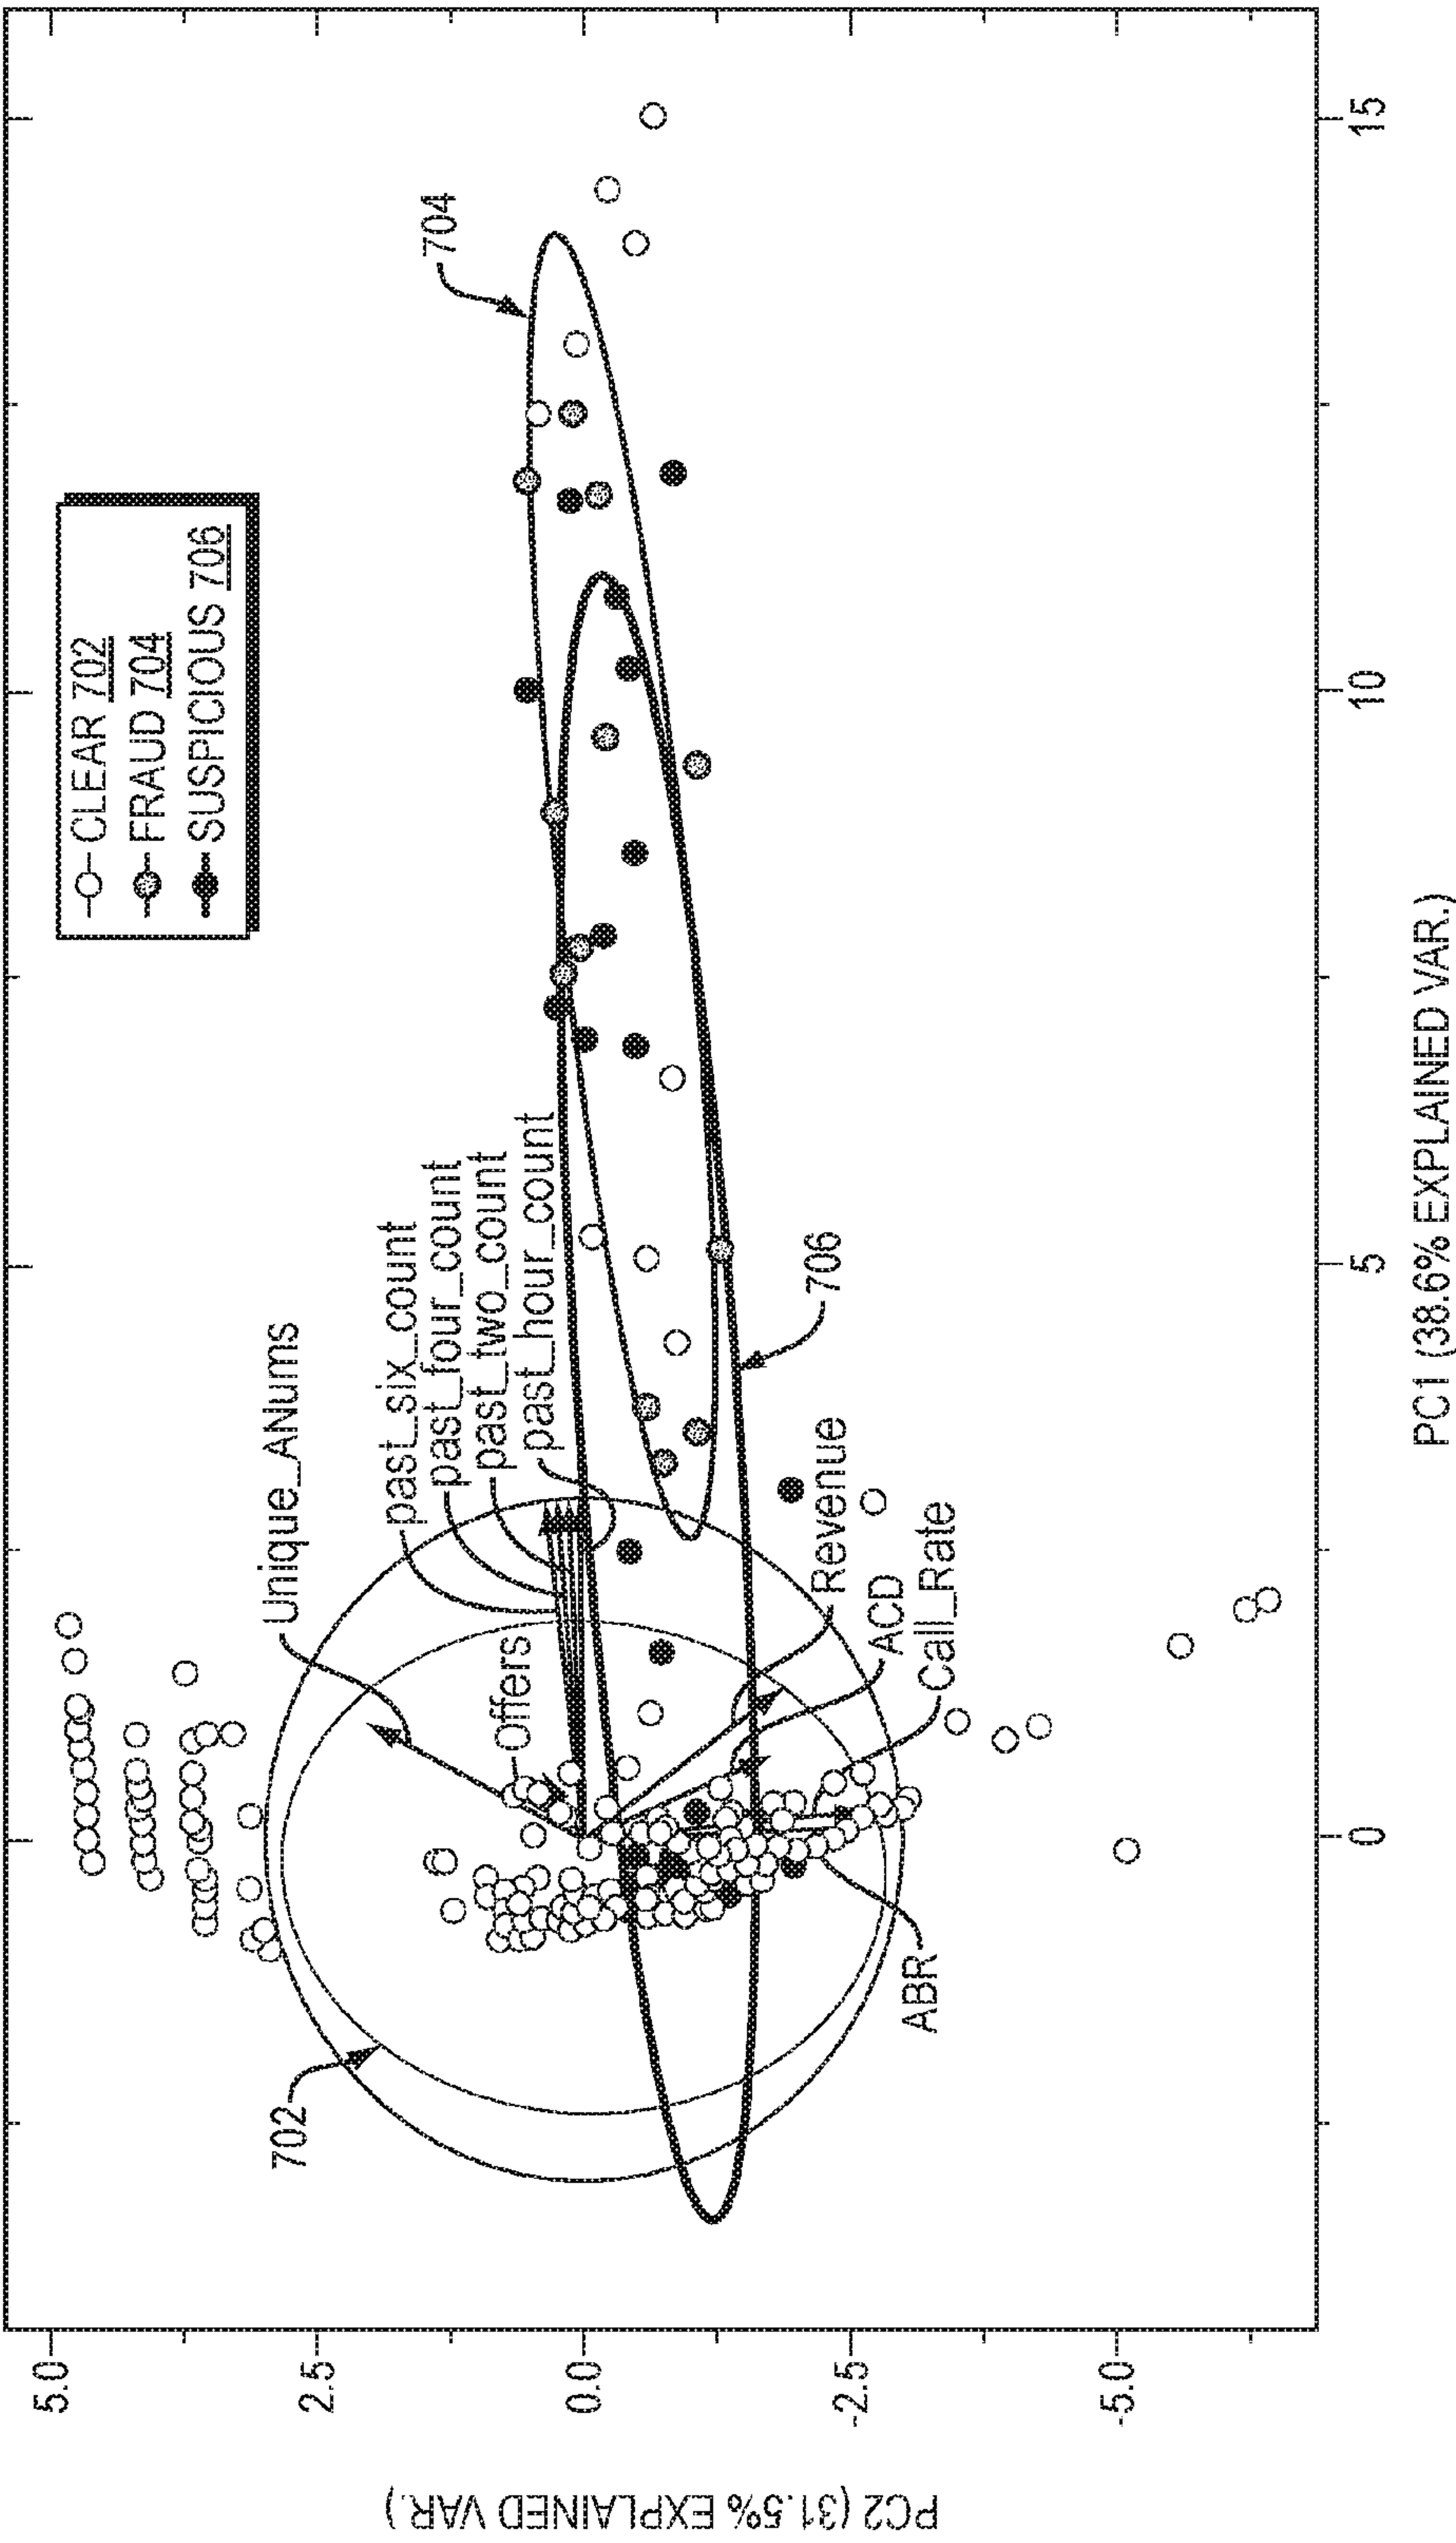 CLEAR 702
FRAUD 704
SUSPICIOUS 706
704
Unique_ANums
past_six_count
past_four_count
past_two_count
past_hour_count
Offers
702
706
Revenue
ACD
Call_Rate
ABR
5.0
2.5
0.0
-2.5
-5.0
PC2 (31.5% EXPLAINED VAR.)
0
5
10
15
PC1 (38.6% EXPLAINED VAR.)